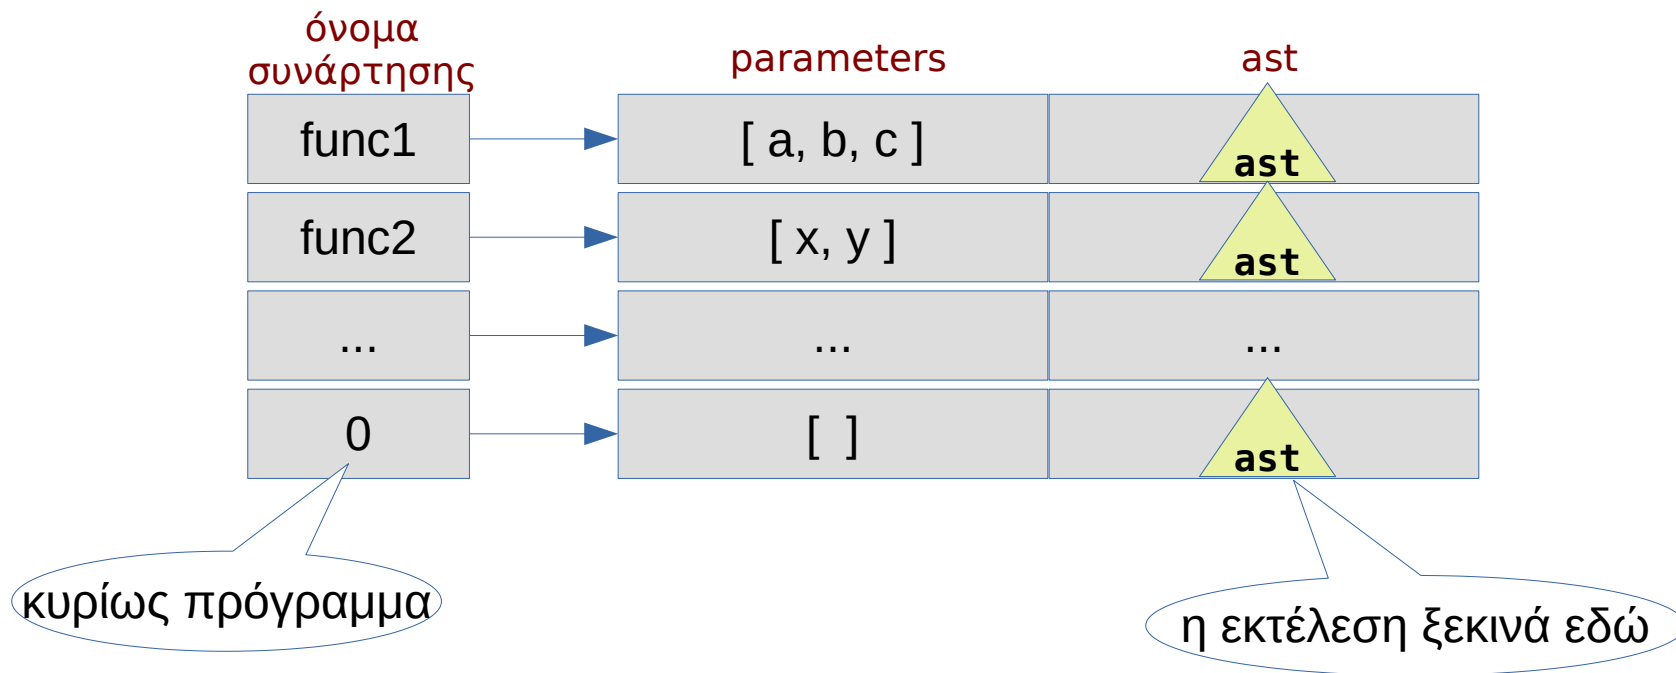 όνομα
συνάρτησης
parameters
ast
func1
[ a, b, c ]
ast
func2
[ x, y ]
ast
...
...
...
0
[ ]
ast
κυρίως πρόγραμμα
η εκτέλεση ξεκινά εδώ